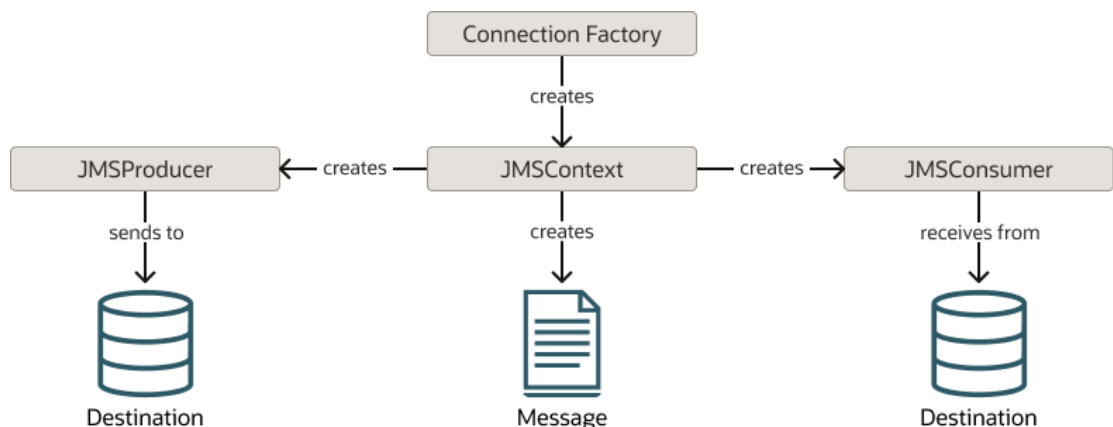 Connection Factory
creates
JMSProducer
creates
JMSContext
creates
JMSConsumer
sends to
creates
receives from
Destination
Message
Destination